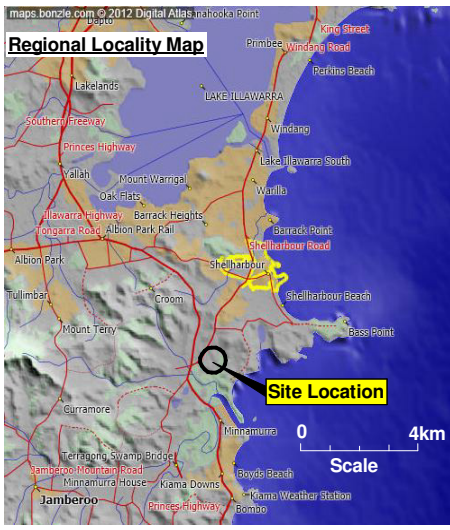 maps.bonzle.com © 2012 Digital Atlas
Dapto
Kanahooka Point
Regional Locality Map
King Street
Primbee
Windang Road
Perkins Beach
Lakelands
LAKE ILLAWARRA
Southern Freeway
Windang
Princes Highway
Lake Illawarra South
Yallah
Mount Warrigal
Warilla
Oak Flats
Illawarra Highway
Barrack Heights
Barrack Point
Tongarra Road
Albion Park Rail
Shellharbour Road
Albion Park
Shellharbour
Tullimbar
Croom
Shellharbour Beach
Mount Terry
Bass Point
Site Location
Curramore
Minnamurra
0 4km
Scale
Terragong Swamp Bridge
Jamberoo Mountain Road
Boyds Beach
Minnamurra House
Kiama Downs
Kiama Weather Station
Jamberoo
Princes Highway
Bombo